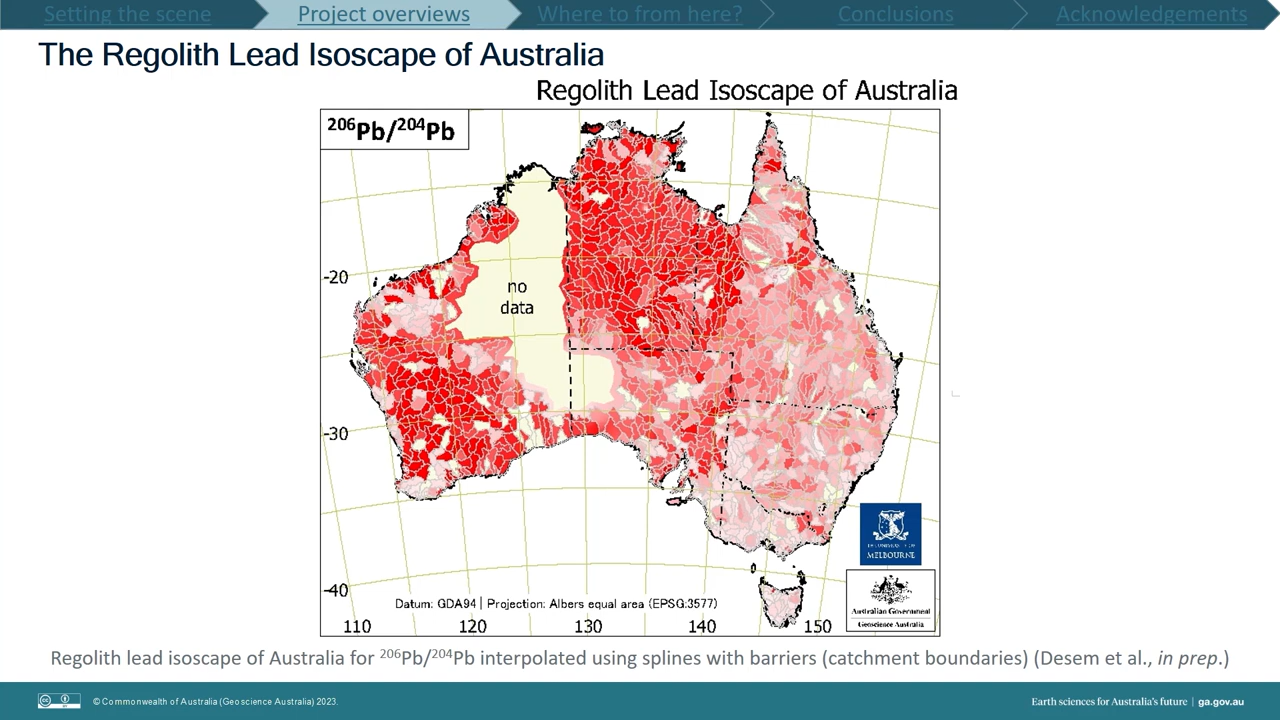 Setting the scene
Project overviews
Where to from here?
Conclusions
Acknowledgements
The Regolith Lead Isoscape of Australia
Regolith Lead Isoscape of Australia
²⁰⁶Pb/²⁰⁴Pb
no
data
-20
-30
-40
110
120
130
140
150
Datum: GDA94 | Projection: Albers equal area (EPSG:3577)
MELBOURNE
Australian Government
Geoscience Australia
Regolith lead isoscape of Australia for ²⁰⁶Pb/²⁰⁴Pb interpolated using splines with barriers (catchment boundaries) (Desem et al., in prep.)
© Commonwealth of Australia (Geoscience Australia) 2023.
Earth sciences for Australia's future | ga.gov.au